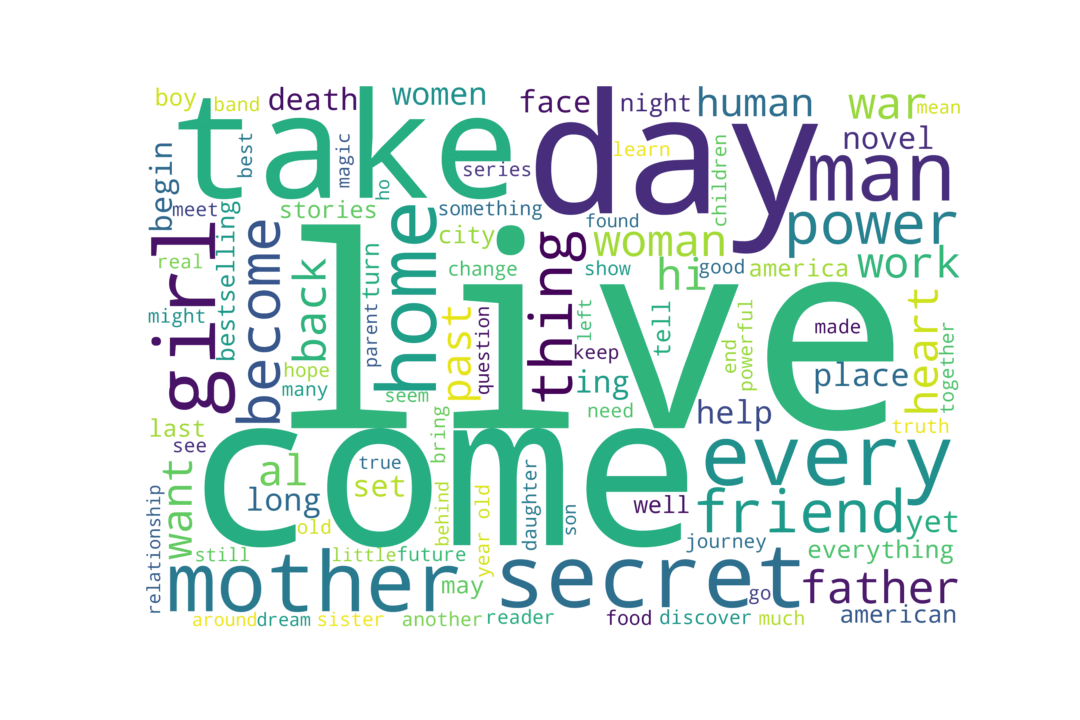 boy
band
death
women
face
night
human
war
mean
take
day
begin
best
magic
ho
series
learn
children
novel
man
meet
bestselling
stories
something
found
power
girl
become
back
parent
turn
home
city
live
thing
woman
hi
good
america
work
real
change
show
might
past
question
left
tell
end
powerful
made
heart
together
hope
many
seem
keep
ing
need
place
help
truth
last
see
come
bring
every
want
al
true
long
set
old
behind
year old
daughter
son
well
friend
yet
relationship
still
little
future
journey
everything
mother
may
secret
go
father
around
dream
sister
another
reader
food
discover
much
american